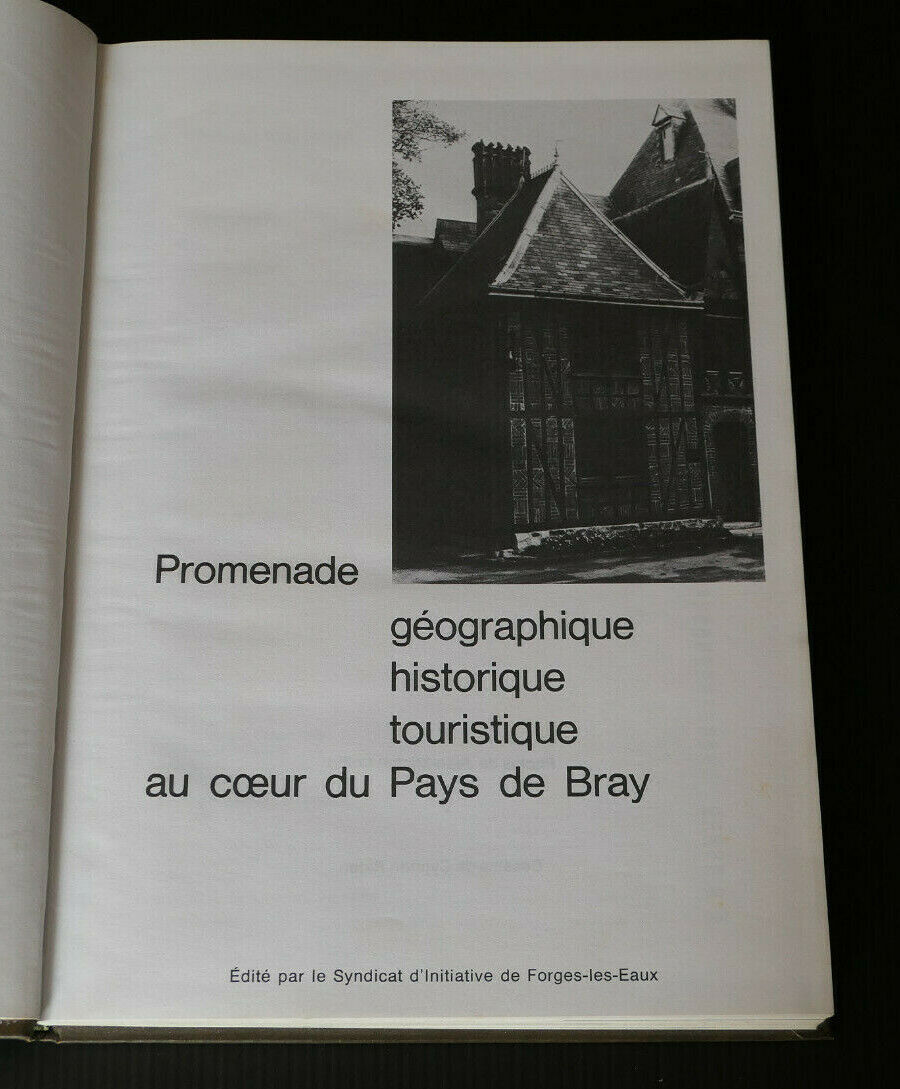 Promenade
géographique
historique
touristique
au cœur du Pays de Bray
Édité par le Syndicat d'Initiative de Forges-les-Eaux